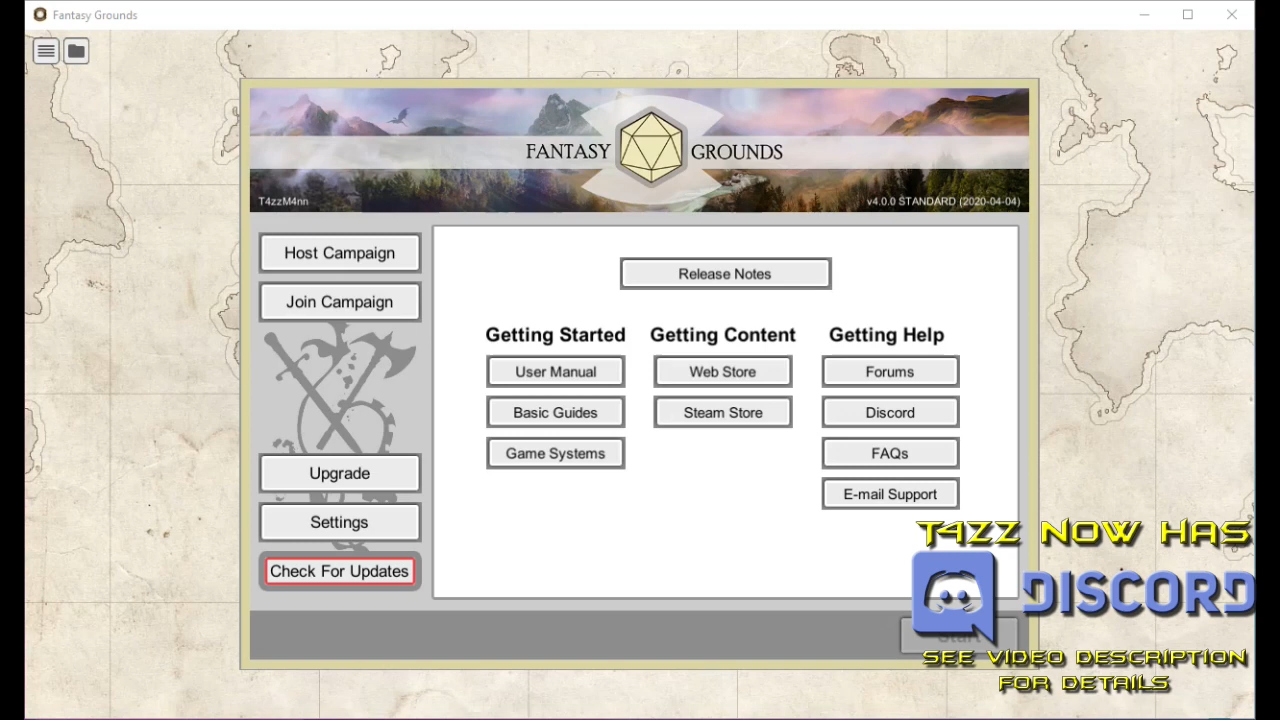 Fantasy Grounds
FANTASY GROUNDS
T4zzM4nn
v4.0.0 STANDARD (2020-04-04)
Host Campaign
Join Campaign
Upgrade
Settings
Check For Updates
Release Notes
Getting Started
User Manual
Basic Guides
Game Systems
Getting Content
Web Store
Steam Store
Getting Help
Forums
Discord
FAQs
E-mail Support
Start
T4ZZ NOW HAS
DISCORD
SEE VIDEO DESCRIPTION
FOR DETAILS